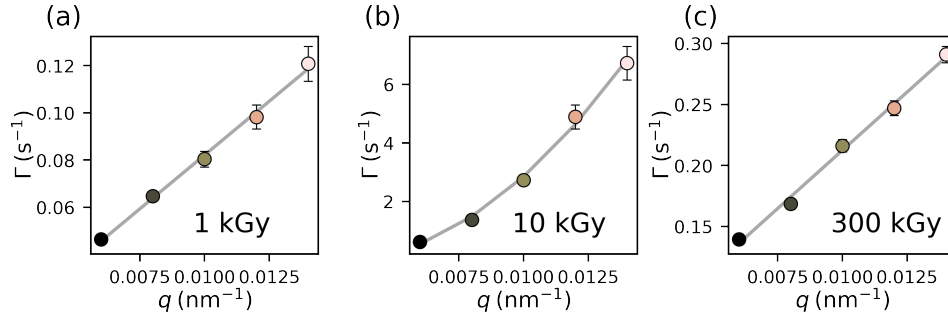 (a)
Γ (s⁻¹)
0.12
0.10
0.08
0.06
1 kGy
0.0075 0.0100 0.0125
q (nm⁻¹)
(b)
Γ (s⁻¹)
6
4
2
10 kGy
0.0075 0.0100 0.0125
q (nm⁻¹)
(c)
Γ (s⁻¹)
0.30
0.25
0.20
0.15
300 kGy
0.0075 0.0100 0.0125
q (nm⁻¹)